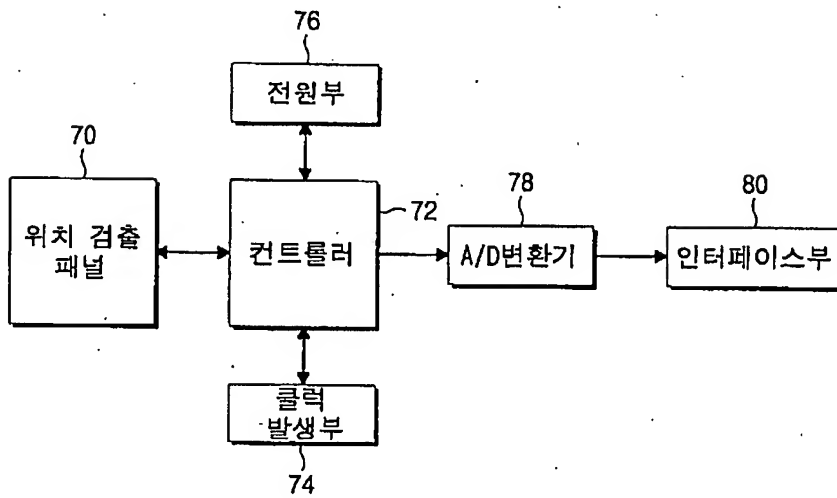 76
전원부
70
위치 검출
패널
72
컨트롤러
78
A/D변환기
80
인터페이스부
클럭
발생부
74